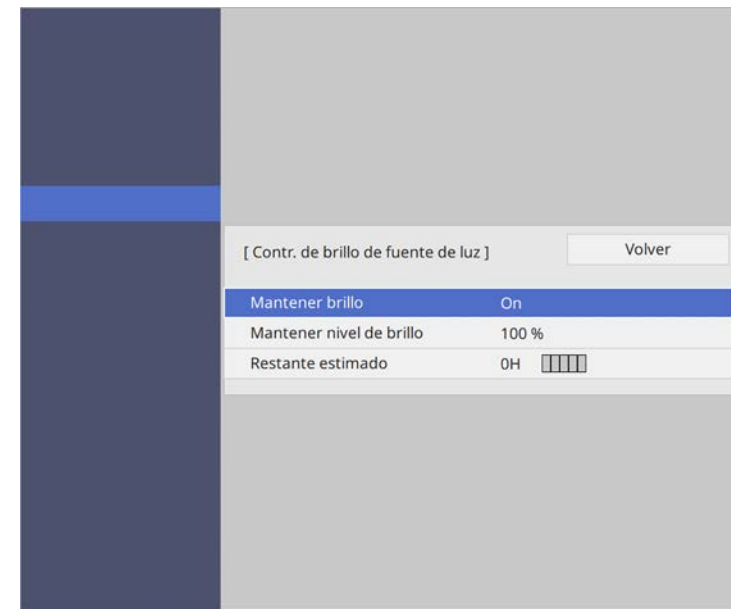 [ Contr. de brillo de fuente de luz ] Volver
Mantener brillo On
Mantener nivel de brillo 100 %
Restante estimado 0H